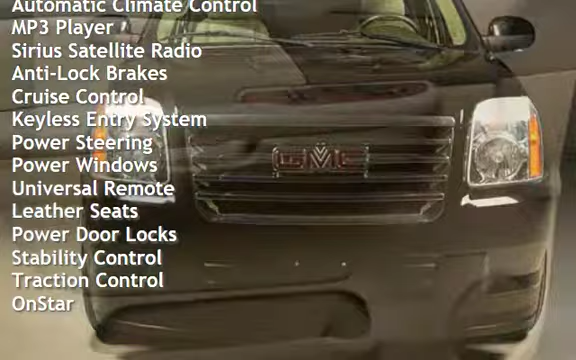 Automatic Climate Control
MP3 Player
Sirius Satellite Radio
Anti-Lock Brakes
Cruise Control
Keyless Entry System
Power Steering
Power Windows
Universal Remote
Leather Seats
Power Door Locks
Stability Control
Traction Control
OnStar
GMC